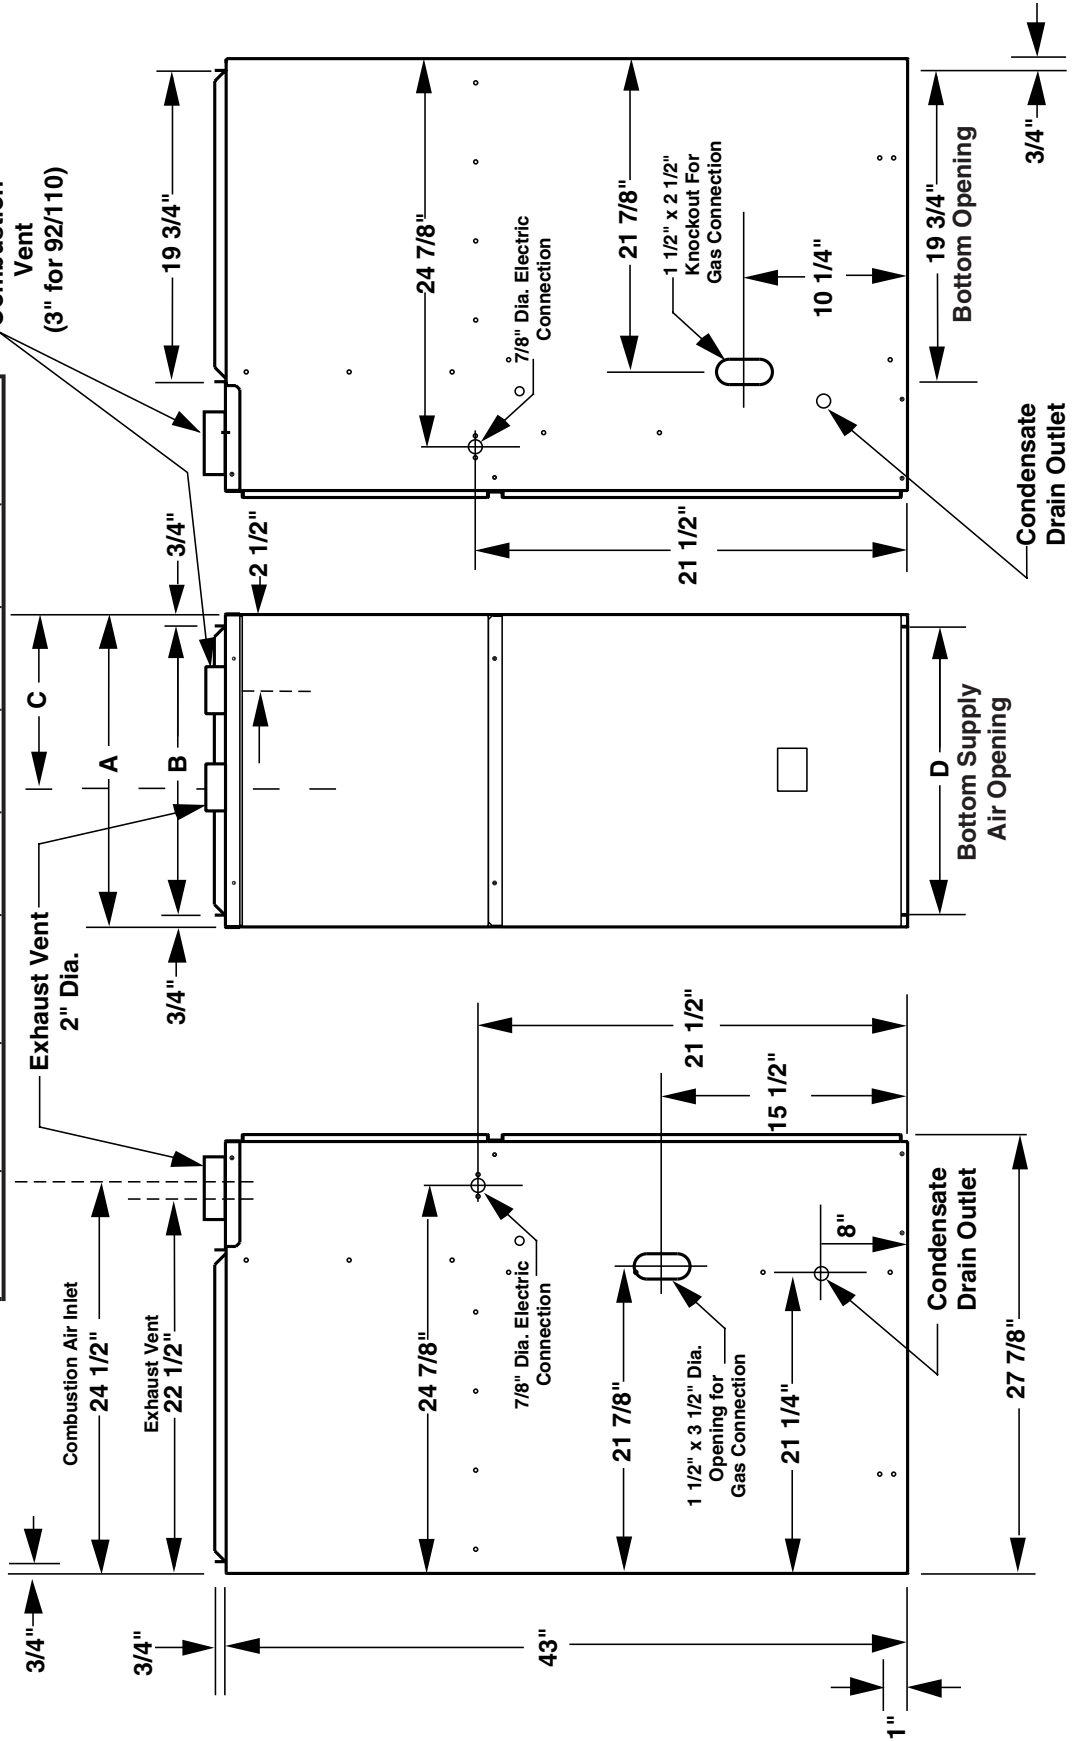 3/4"
3/4"
43"
1"
Combustion Air Inlet
24 1/2"
Exhaust Vent
22 1/2"
24 7/8"
7/8" Dia. Electric
Connection
21 7/8"
1 1/2" x 3 1/2" Dia.
Opening for
Gas Connection
21 1/4"
8"
Condensate
Drain Outlet
27 7/8"
21 1/2"
15 1/2"
Exhaust Vent
2" Dia.
3/4"
A
B
C
3/4"
2 1/2"
D
Bottom Supply
Air Opening
Vent
(3" for 92/110)
19 3/4"
24 7/8"
7/8" Dia. Electric
Connection
21 7/8"
1 1/2" x 2 1/2"
Knockout For
Gas Connection
10 1/4"
21 1/2"
19 3/4"
Bottom Opening
3/4"
Condensate
Drain Outlet